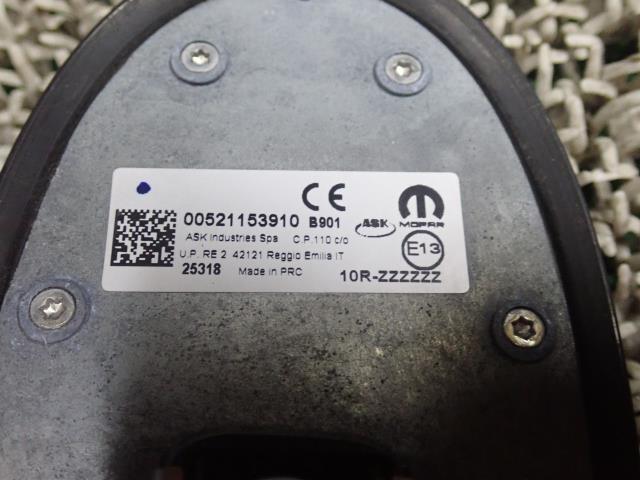 CE
00521153910 B901 ASK MOPAR
ASK Industries Spa C.P.110 c/o
U.P. RE 2 42121 Reggio Emilia IT E13
25318 Made in PRC 10R-ZZZZZZ